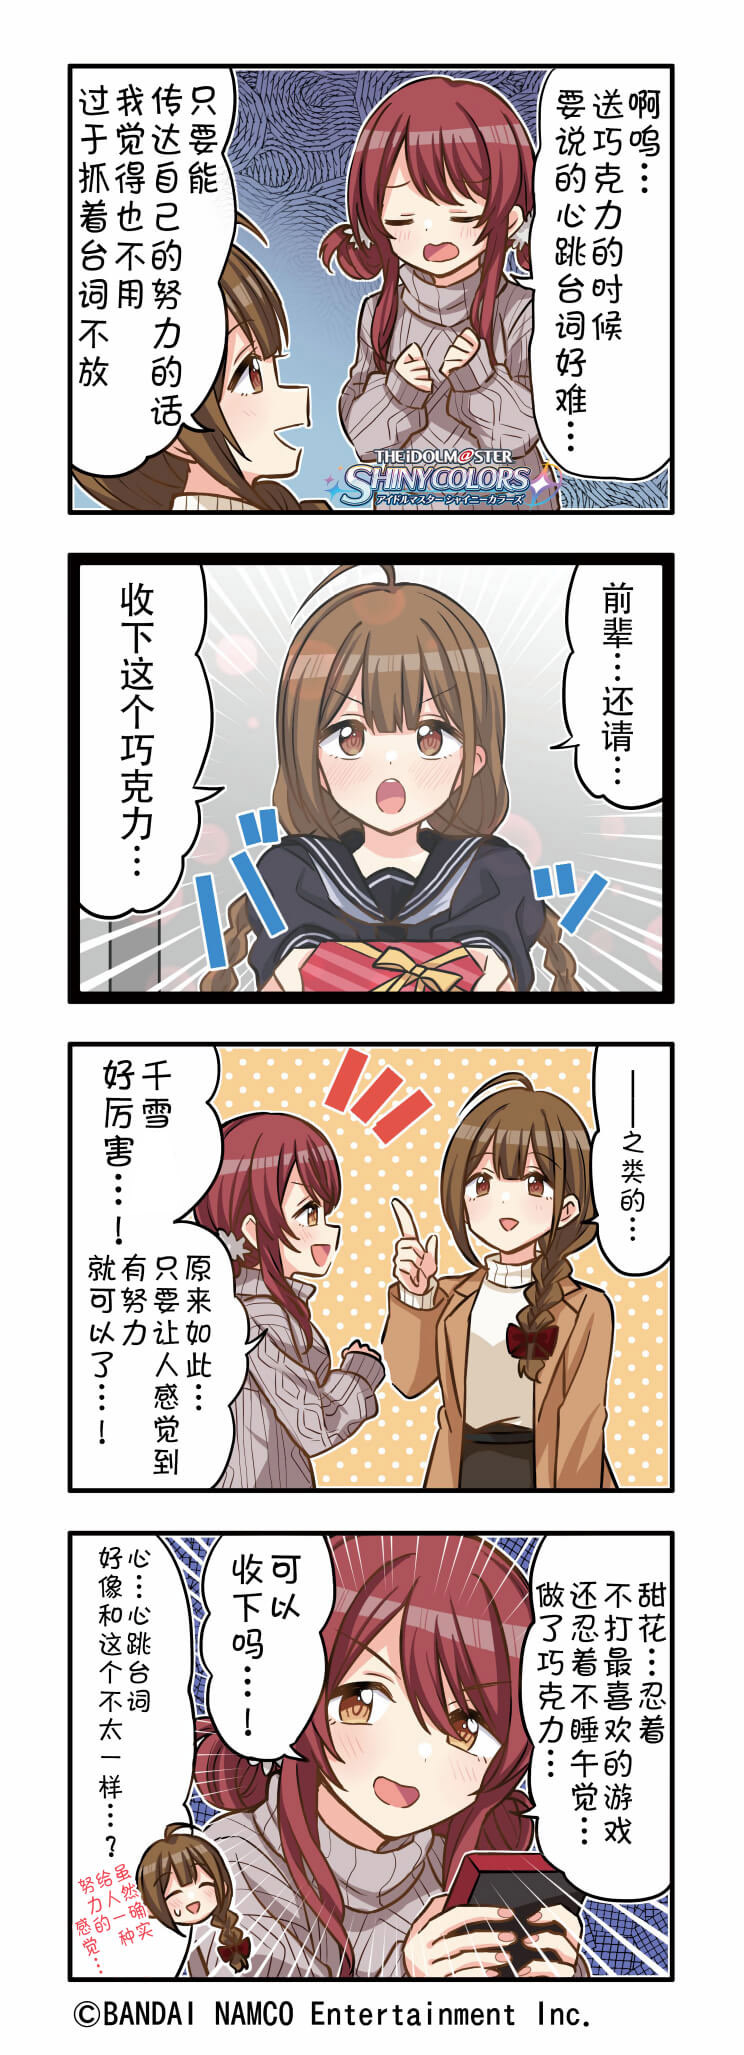 啊呜…
送巧克力的时候
要说的心跳台词好难…
只要能
传达自己的努力的话
我觉得也不用
过于抓着台词不放
THE iDOLM@STER
SHINY COLORS
アイドルマスター シャイニーカラーズ
前辈…还请…
收下这个巧克力…
バッ
——之类的…
千雪
好厉害…！
原来如此…
只要让人感觉到
有努力
就可以了…！
甜花…忍着
不打最喜欢的游戏
还忍着不睡午觉…
做了巧克力…
可以
收下吗…！
心…心跳台词
好像和这个不太一样…？
虽然确实
给人一种
努力的
感觉…
©BANDAI NAMCO Entertainment Inc.